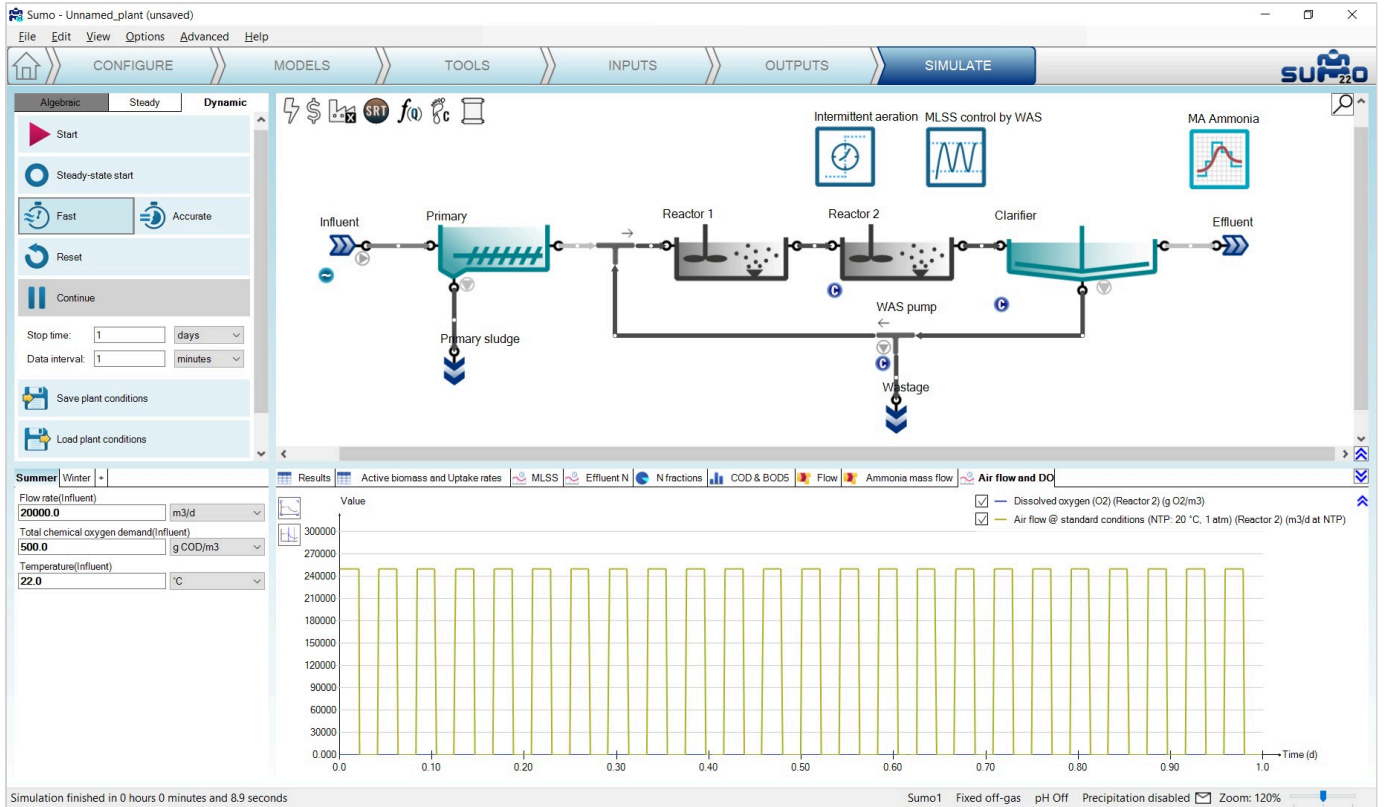 Sumo - Unnamed_plant (unsaved)
File Edit View Options Advanced Help
CONFIGURE MODELS TOOLS INPUTS OUTPUTS SIMULATE
SUMO
22
Algebraic Steady Dynamic
Start
Steady-state start
Fast Accurate
Reset
Continue
Stop time: 1 days
Data interval: 1 minutes
Save plant conditions
Load plant conditions
$ SRT f(Q) C
Intermittent aeration MLSS control by WAS
MA Ammonia
Influent
Primary
Reactor 1
Reactor 2
Clarifier
Effluent
C
C
WAS pump
C
Primary sludge
Wastage
Summer Winter +
Flow rate(Influent)
20000.0 m3/d
Total chemical oxygen demand(Influent)
500.0 g COD/m3
Temperature(Influent)
22.0 °C
Results Active biomass and Uptake rates MLSS Effluent N N fractions COD & BOD5 Flow Ammonia mass flow Air flow and DO
Value
Dissolved oxygen (O2) (Reactor 2) (g O2/m3)
Air flow @ standard conditions (NTP: 20 °C, 1 atm) (Reactor 2) (m3/d at NTP)
300000
270000
240000
210000
180000
150000
120000
90000
60000
30000
0.000
0.0 0.10 0.20 0.30 0.40 0.50 0.60 0.70 0.80 0.90 1.0
Time (d)
Simulation finished in 0 hours 0 minutes and 8.9 seconds
Sumo1 Fixed off-gas pH Off Precipitation disabled Zoom: 120%